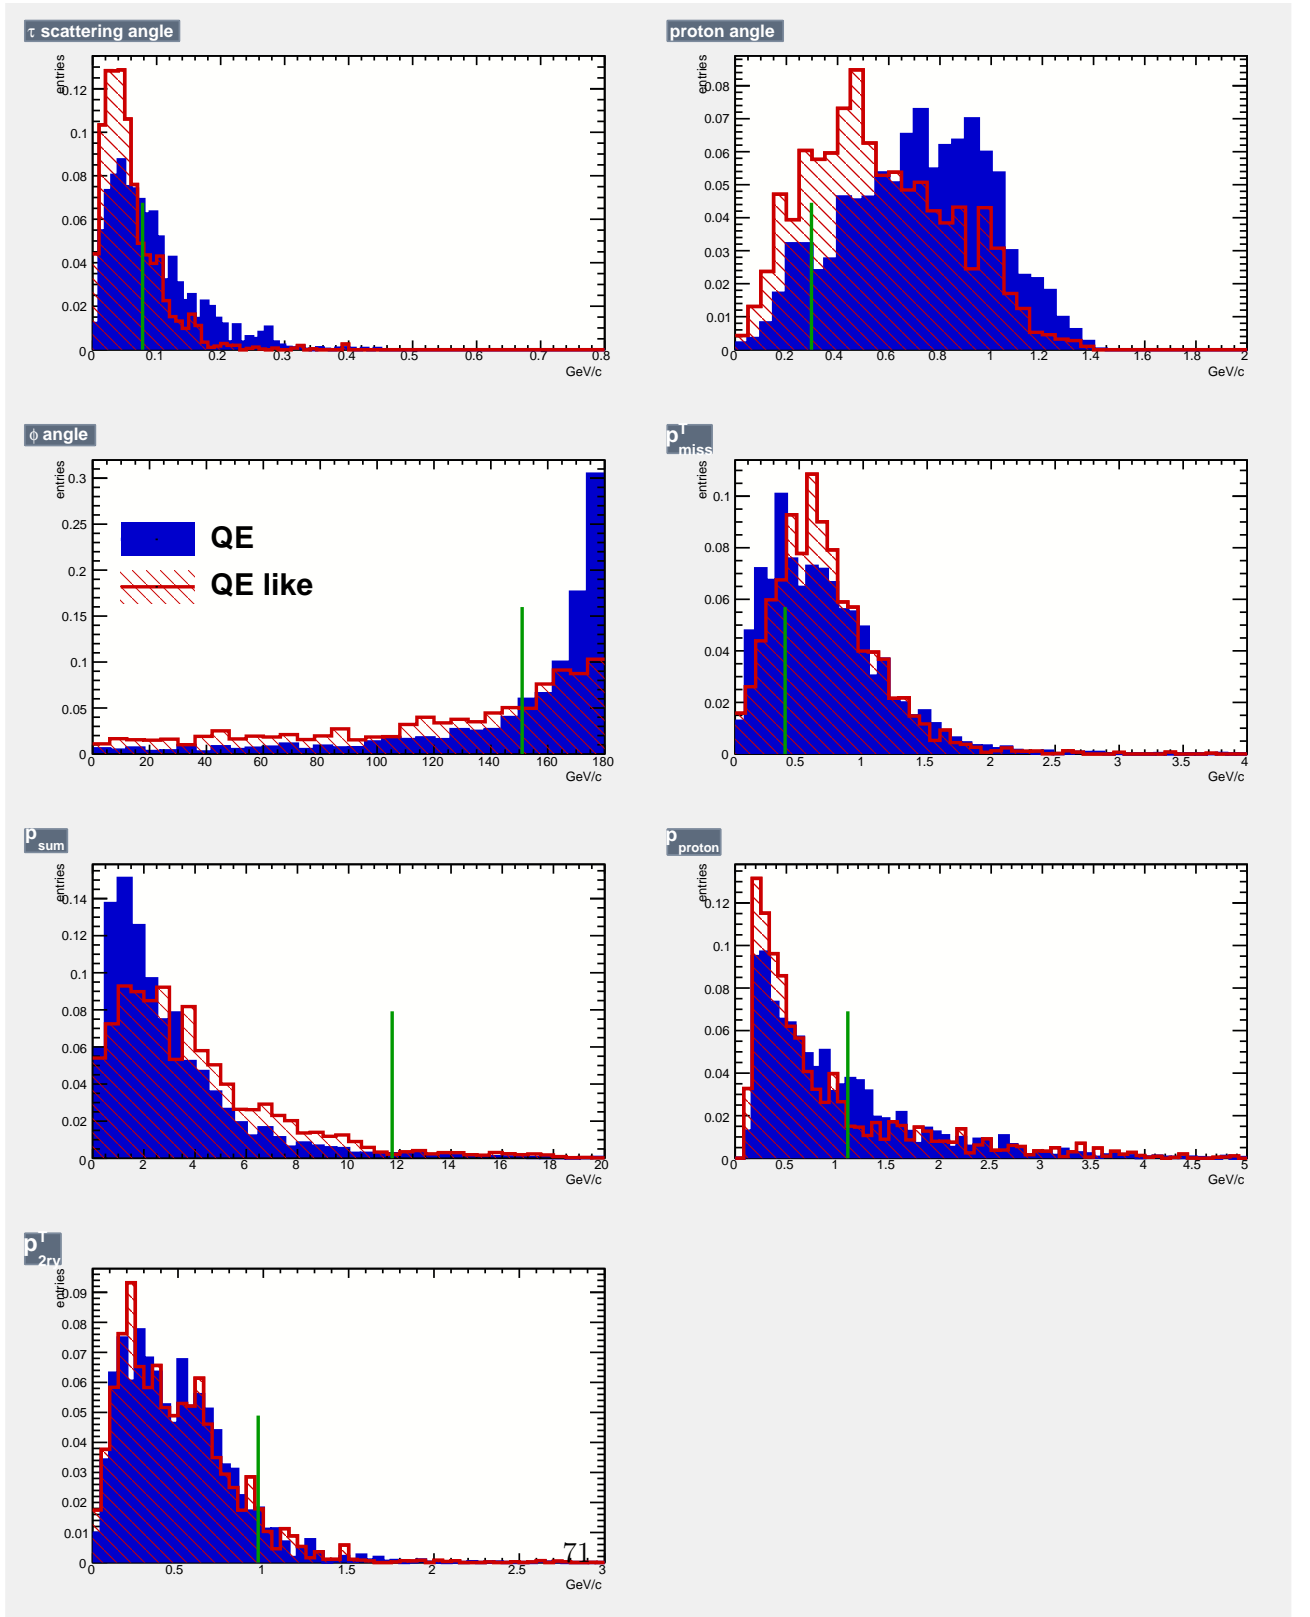 τ scattering angle
entries
0.12
0.1
0.08
0.06
0.04
0.02
0
0 0.1 0.2 0.3 0.4 0.5 0.6 0.7 0.8
GeV/c
proton angle
entries
0.08
0.07
0.06
0.05
0.04
0.03
0.02
0.01
0
0 0.2 0.4 0.6 0.8 1 1.2 1.4 1.6 1.8 2
GeV/c
ϕ angle
entries
0.3
0.25
0.2
0.15
0.1
0.05
0
QE
QE like
0 20 40 60 80 100 120 140 160 180
GeV/c
p T miss
entries
0.1
0.08
0.06
0.04
0.02
0
0 0.5 1 1.5 2 2.5 3 3.5 4
GeV/c
p sum
entries
0.14
0.12
0.1
0.08
0.06
0.04
0.02
0
0 2 4 6 8 10 12 14 16 18 20
GeV/c
p proton
entries
0.12
0.1
0.08
0.06
0.04
0.02
0
0 0.5 1 1.5 2 2.5 3 3.5 4 4.5 5
GeV/c
p T 2ry
entries
0.09
0.08
0.07
0.06
0.05
0.04
0.03
0.02
0.01
0
0 0.5 1 1.5 2 2.5 3
GeV/c
71